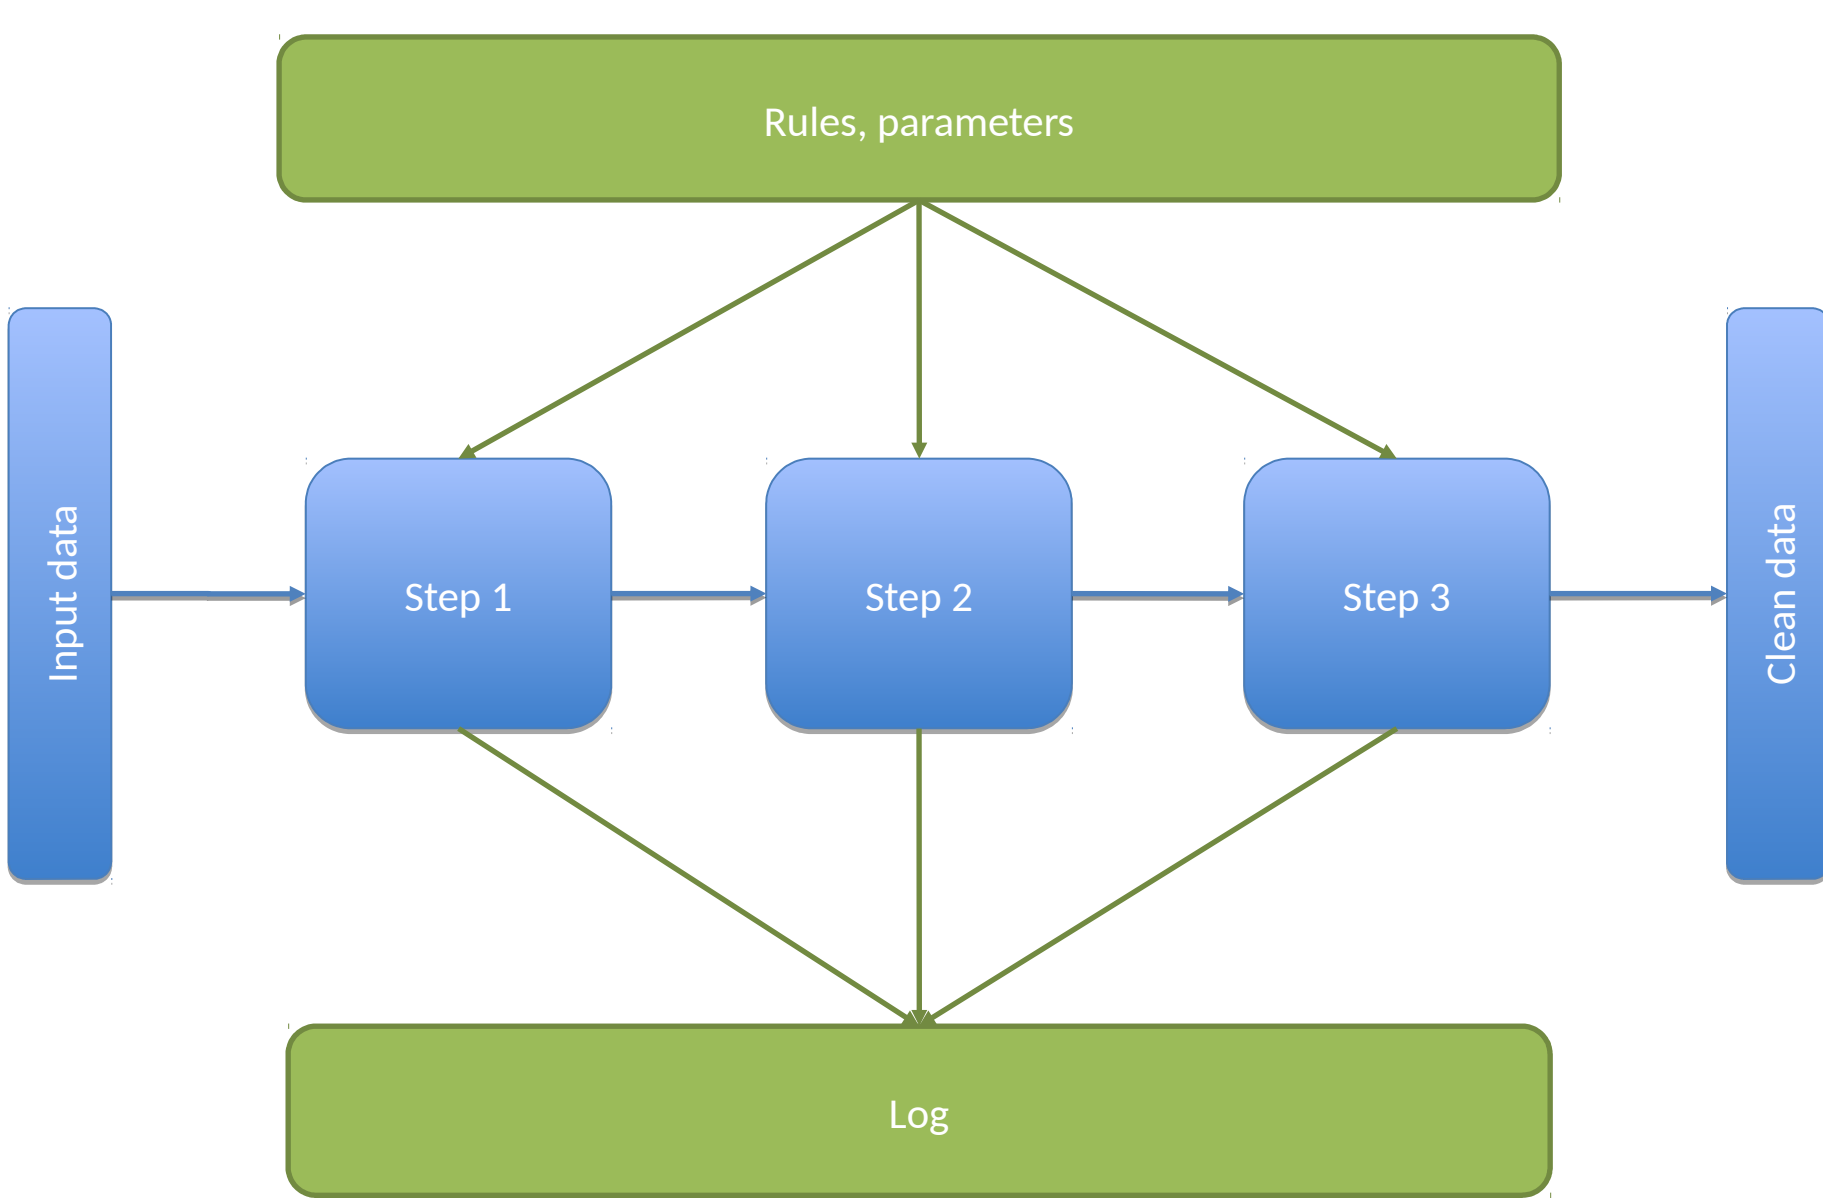 Rules, parameters
Input data
Step 1
Step 2
Step 3
Clean data
Log